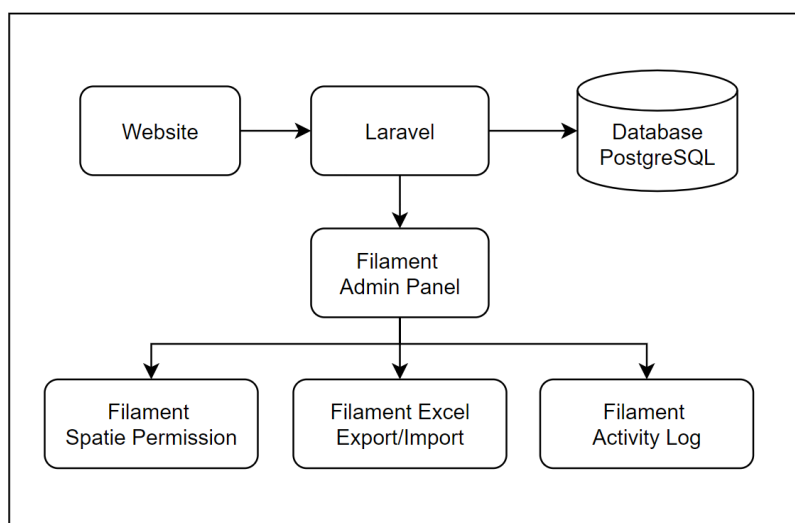 Website
Laravel
Database
PostgreSQL
Filament
Admin Panel
Filament
Spatie Permission
Filament Excel
Export/Import
Filament
Activity Log